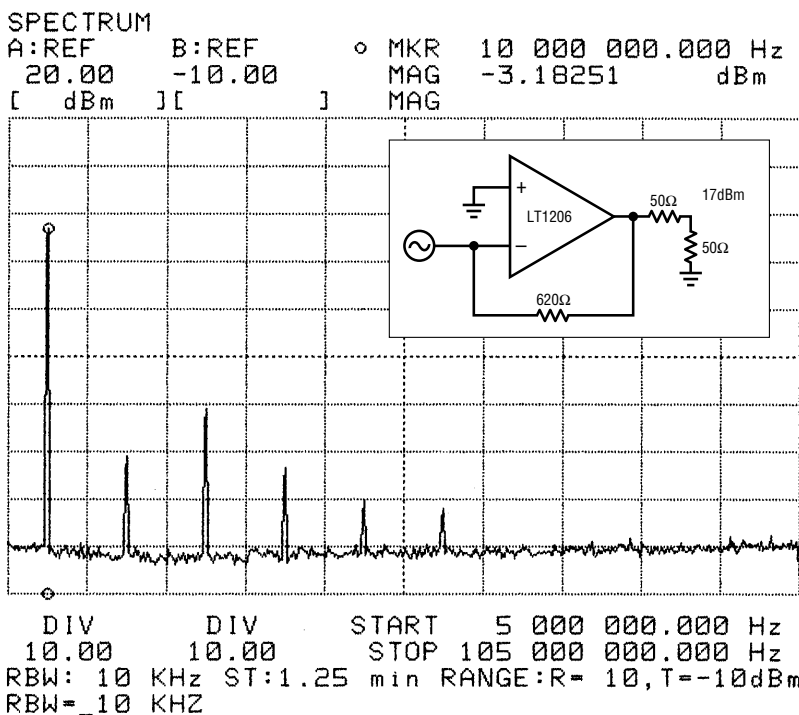 SPECTRUM
A:REF B:REF o MKR 10 000 000.000 Hz
20.00 -10.00 MAG -3.18251 dBm
[ dBm ][ ] MAG
+
LT1206
−
50Ω
17dBm
50Ω
620Ω
DIV DIV START 5 000 000.000 Hz
10.00 10.00 STOP 105 000 000.000 Hz
RBW: 10 KHz ST:1.25 min RANGE:R= 10,T=-10dBm
RBW=_10 KHZ